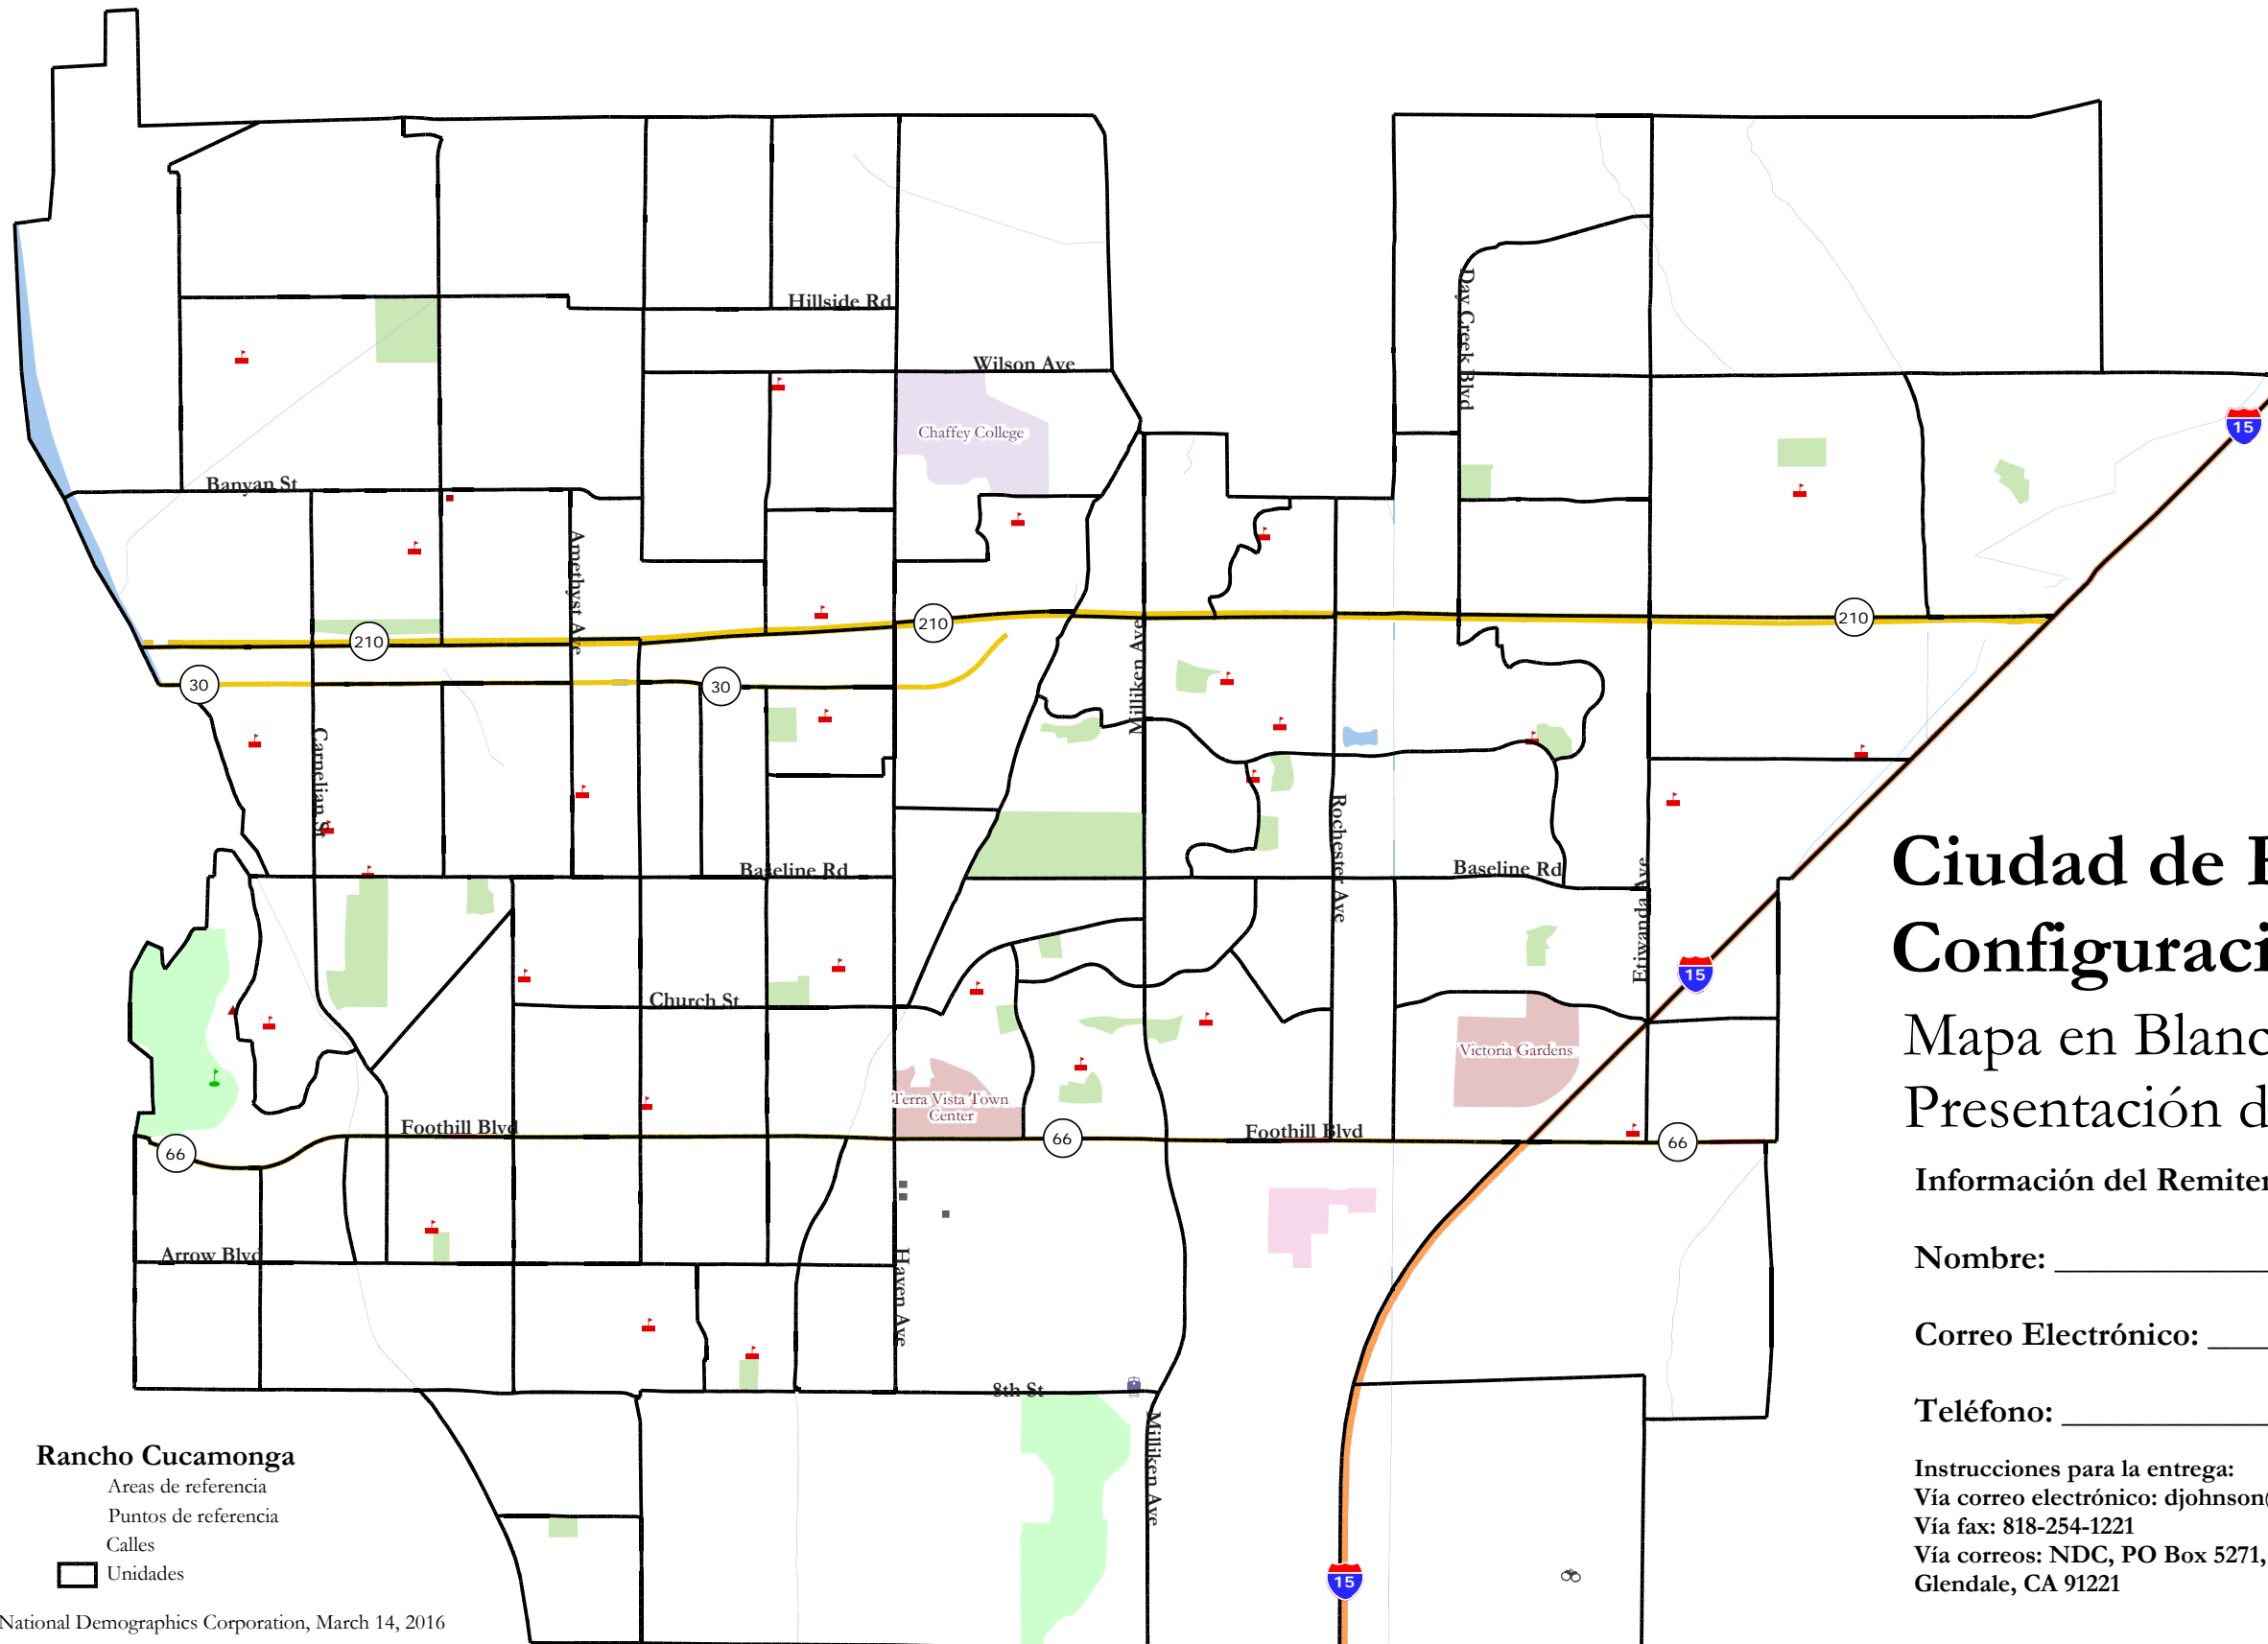 Hillside Rd
Wilson Ave
Day Creek Blvd
Chaffey College
15
Banyan St
Amethyst Ave
210
210
210
30
30
Milliken Ave
Carnelian St
Rochester Ave
Baseline Rd
Baseline Rd
Etiwanda Ave
Ciudad de
Configuraci
Mapa en Blanc
Presentación d
15
Church St
Victoria Gardens
Terra Vista Town
Center
Foothill Blvd
66
Foothill Blvd
66
66
Información del Remiten
Arrow Blvd
Haven Ave
Nombre:
Correo Electrónico:
8th St
Teléfono:
Milliken Ave
Rancho Cucamonga
Areas de referencia
Puntos de referencia
Calles
Unidades
Instrucciones para la entrega:
Vía correo electrónico: djohnson@
Vía fax: 818-254-1221
Vía correos: NDC, PO Box 5271,
Glendale, CA 91221
15
National Demographics Corporation, March 14, 2016